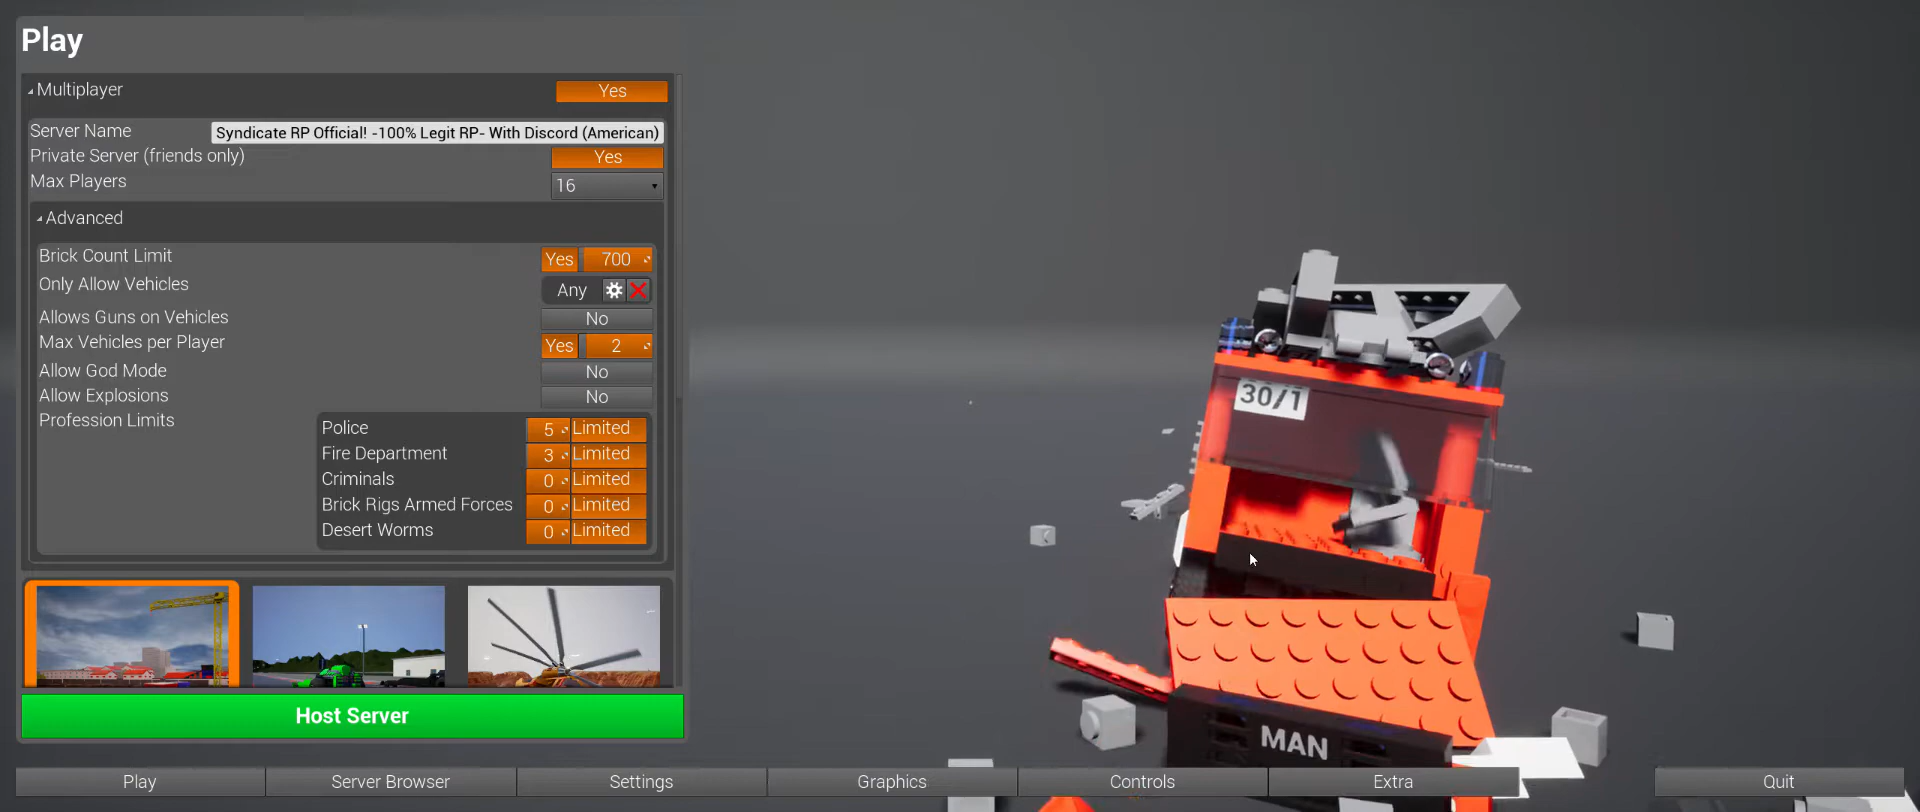 Play
Multiplayer Yes
Server Name Syndicate RP Official! -100% Legit RP- With Discord (American)
Private Server (friends only) Yes
Max Players 16
Advanced
Brick Count Limit Yes 700
Only Allow Vehicles Any
Allows Guns on Vehicles No
Max Vehicles per Player Yes 2
Allow God Mode No
Allow Explosions No
Profession Limits
Police 5 Limited
Fire Department 3 Limited
Criminals 0 Limited
Brick Rigs Armed Forces 0 Limited
Desert Worms 0 Limited
Host Server
30/1
MAN
Play Server Browser Settings Graphics Controls Extra Quit